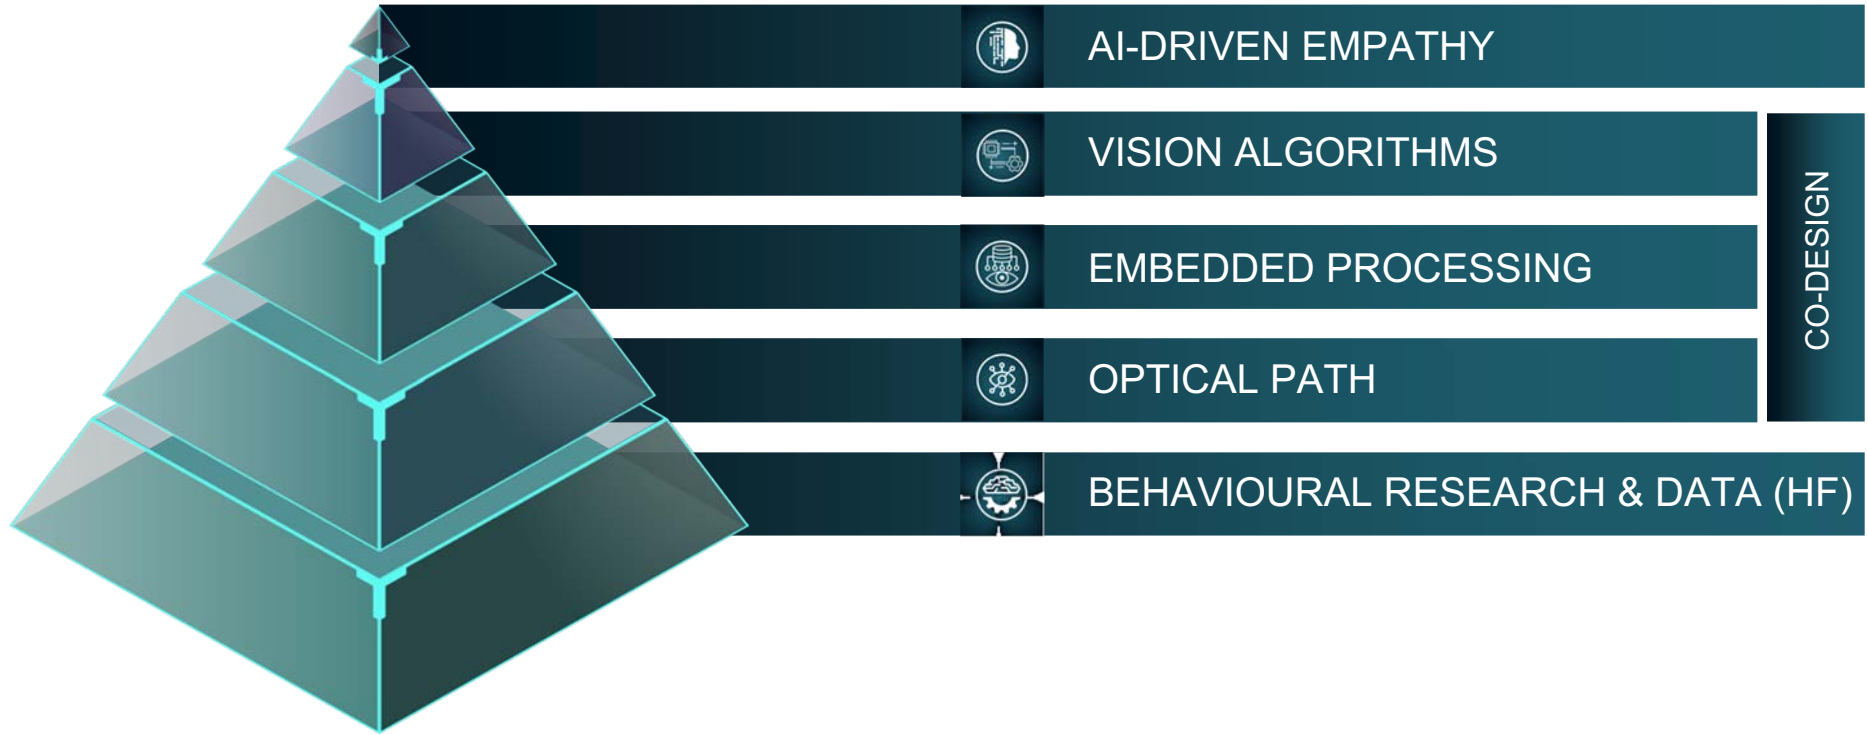 AI-DRIVEN EMPATHY
VISION ALGORITHMS
EMBEDDED PROCESSING
OPTICAL PATH
CO-DESIGN
BEHAVIOURAL RESEARCH & DATA (HF)